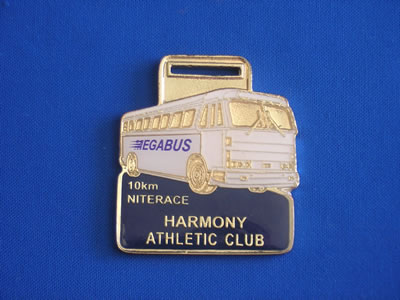 EGABUS
10km
NITERACE
HARMONY
ATHLETIC CLUB